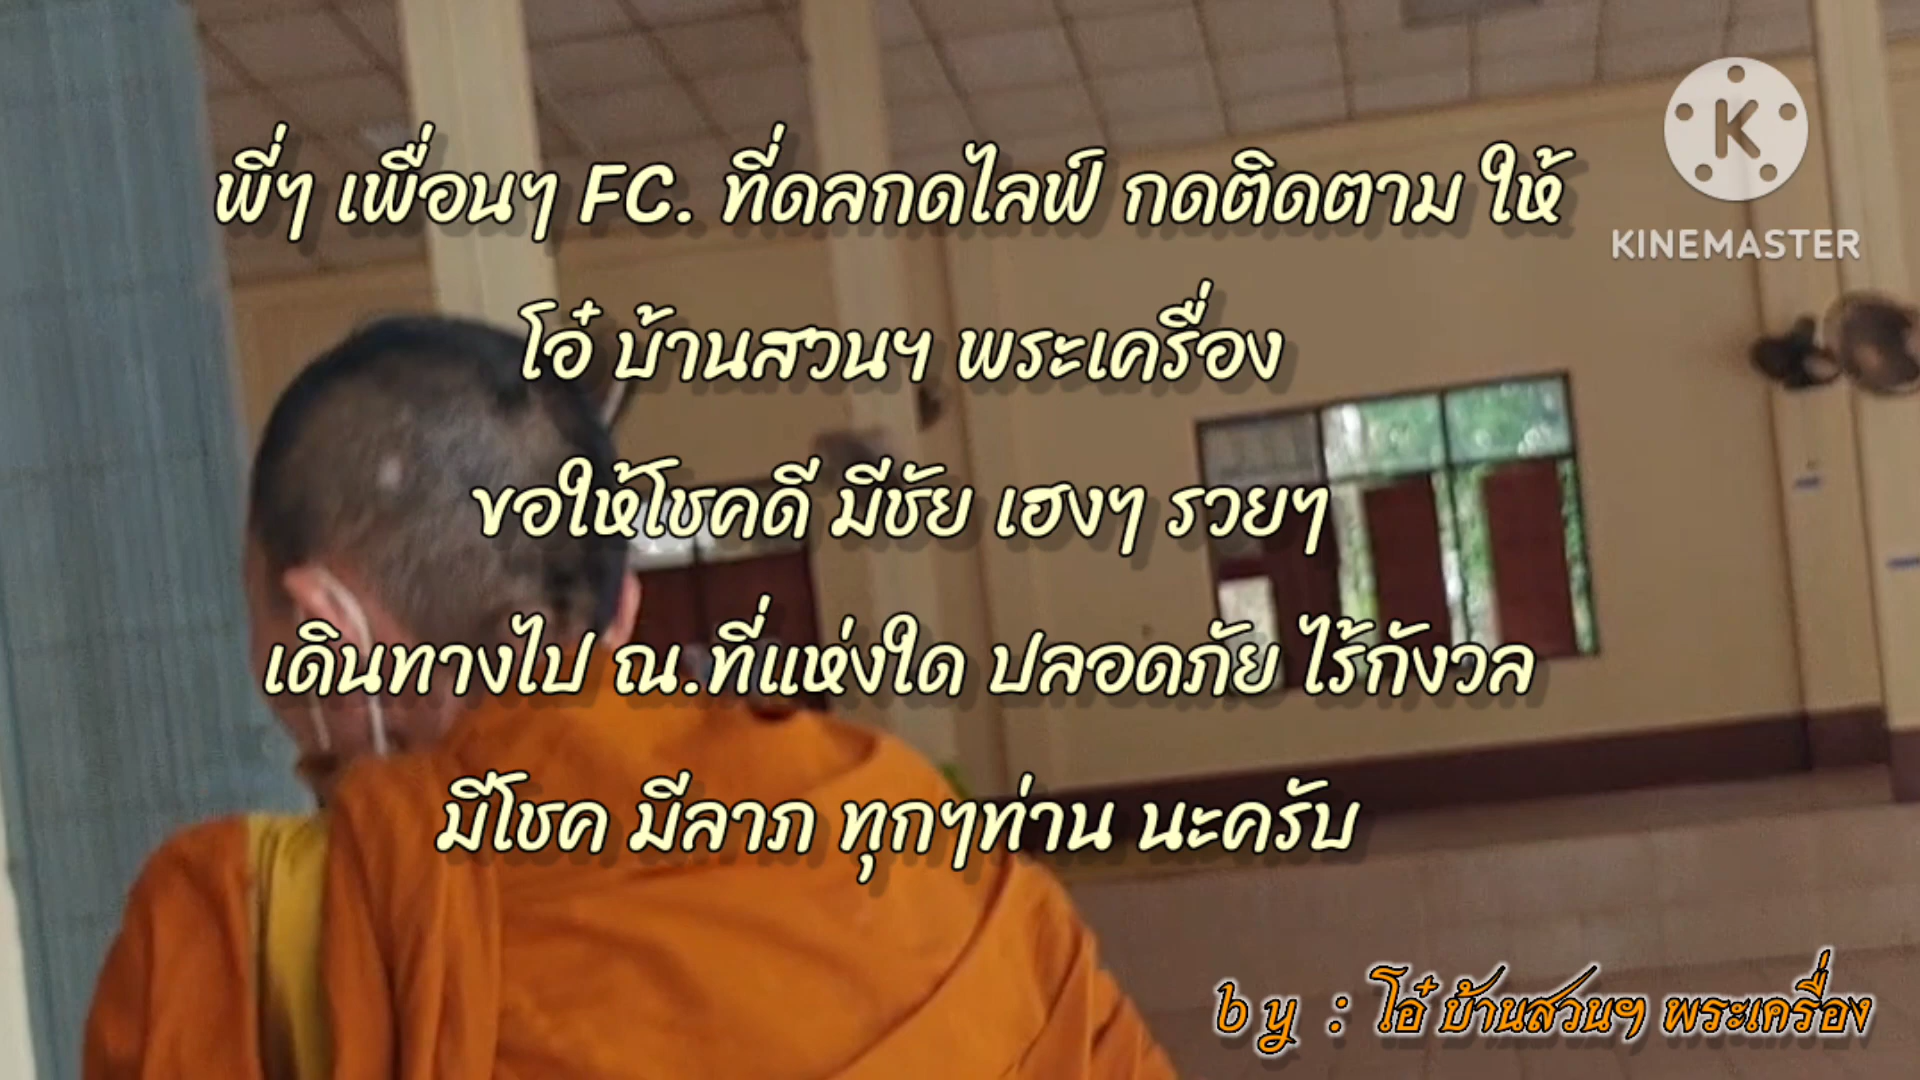 พี่ๆ เพื่อนๆ FC. ที่ดลกดไลฟ์ กดติดตาม ให้
โอ๋ บ้านสวนฯ พระเครื่อง
ขอให้โชคดี มีชัย เฮงๆ รวยๆ
เดินทางไป ณ.ที่แห่งใด ปลอดภัย ไร้กังวล
มีโชค มีลาภ ทุกๆท่าน นะครับ
K
KINEMASTER
by : โอ๋ บ้านสวนฯ พระเครื่อง